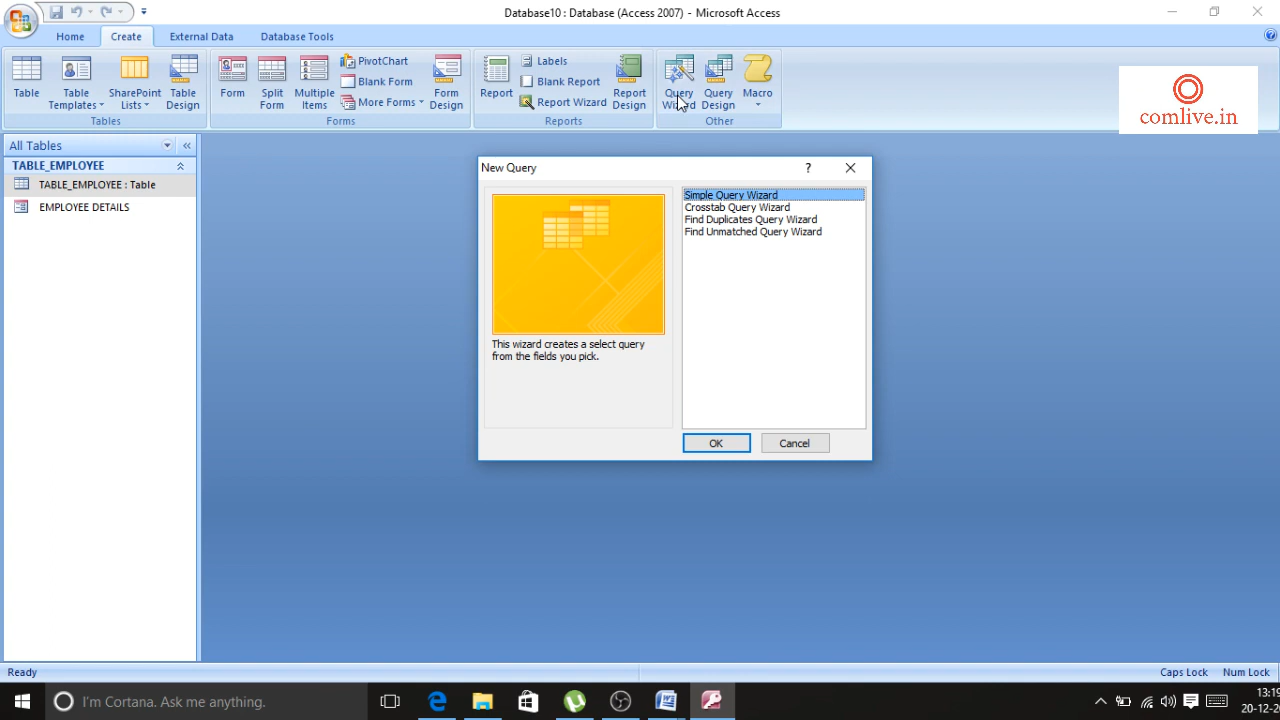 Database10 : Database (Access 2007) - Microsoft Access
Home Create External Data Database Tools
Table
Table Templates
SharePoint Lists
Table Design
Tables
Form
Split Form
Multiple Items
PivotChart
Blank Form
More Forms
Form Design
Forms
Report
Labels
Blank Report
Report Wizard
Report Design
Reports
Query Wizard
Query Design
Macro
Other
comlive.in
All Tables
TABLE_EMPLOYEE
TABLE_EMPLOYEE : Table
EMPLOYEE DETAILS
New Query
Simple Query Wizard
Crosstab Query Wizard
Find Duplicates Query Wizard
Find Unmatched Query Wizard
This wizard creates a select query
from the fields you pick.
OK Cancel
Ready
Caps Lock Num Lock
I'm Cortana. Ask me anything.
13:19